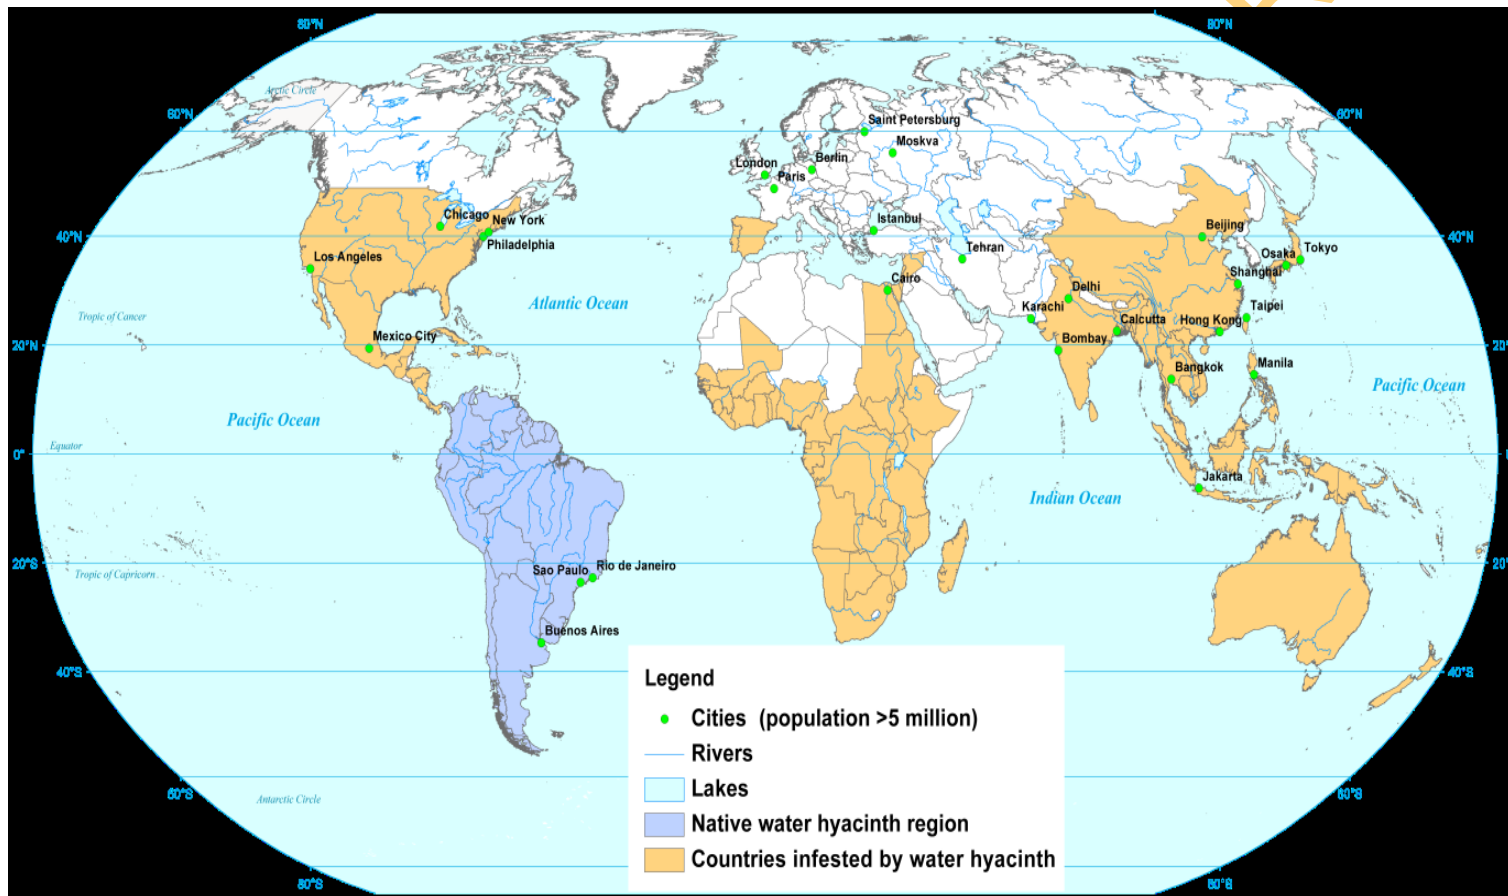 80°N
80°N
Arctic Circle
60°N
60°N
Saint Petersburg
Moskva
London
Berlin
Paris
Chicago
New York
Istanbul
Beijing
40°N
40°N
Philadelphia
Tehran
Osaka
Tokyo
Los Angeles
Shanghai
Cairo
Delhi
Atlantic Ocean
Karachi
Taipei
Tropic of Cancer
Calcutta
Hong Kong
Mexico City
Bombay
20°N
Manila
Bangkok
Pacific Ocean
Pacific Ocean
Equator
0°
Jakarta
Indian Ocean
20°S
Tropic of Capricorn
Sao Paulo
Rio de Janeiro
Buenos Aires
40°S
40°S
Legend
Cities (population >5 million)
Rivers
Lakes
Native water hyacinth region
Countries infested by water hyacinth
60°S
60°S
Antarctic Circle
80°S
80°S